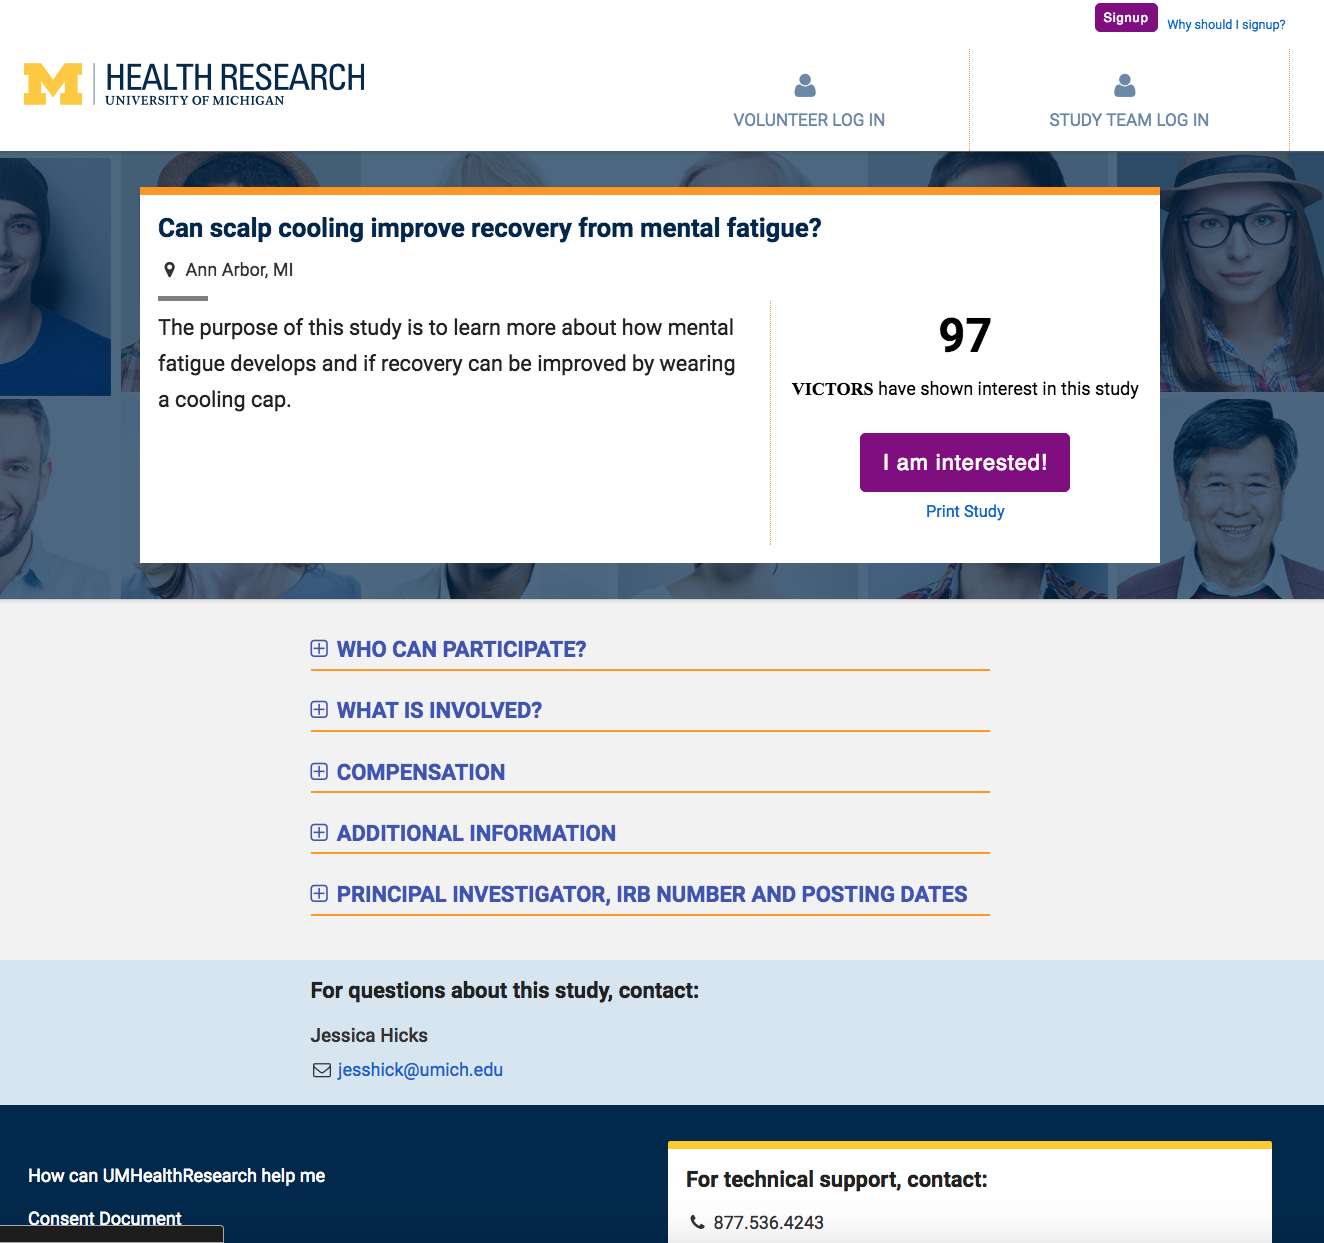 Signup
Why should I signup?
M
HEALTH RESEARCH
UNIVERSITY OF MICHIGAN
VOLUNTEER LOG IN
STUDY TEAM LOG IN
Can scalp cooling improve recovery from mental fatigue?
Ann Arbor, MI
The purpose of this study is to learn more about how mental
fatigue develops and if recovery can be improved by wearing
a cooling cap.
97
VICTORS have shown interest in this study
I am interested!
Print Study
WHO CAN PARTICIPATE?
WHAT IS INVOLVED?
COMPENSATION
ADDITIONAL INFORMATION
PRINCIPAL INVESTIGATOR, IRB NUMBER AND POSTING DATES
For questions about this study, contact:
Jessica Hicks
jesshick@umich.edu
How can UMHealthResearch help me
Consent Document
For technical support, contact:
877.536.4243